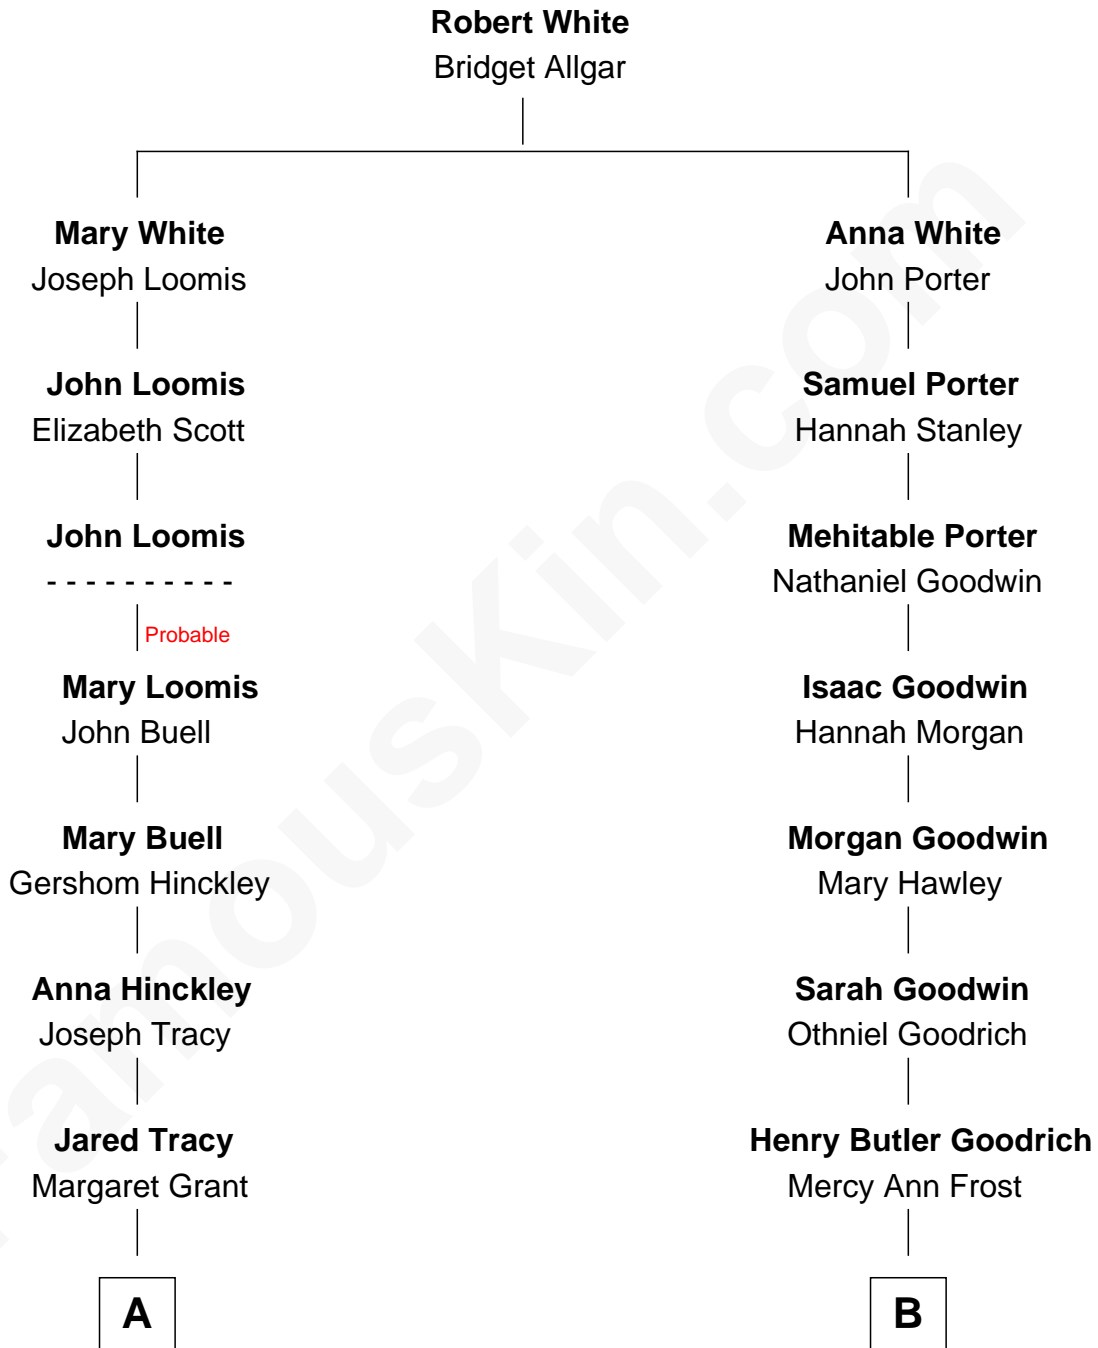 Robert White
Bridget Allgar
Mary White
Joseph Loomis
Anna White
John Porter
John Loomis
Elizabeth Scott
Samuel Porter
Hannah Stanley
John Loomis
- - - - - - - - - -
Mehitable Porter
Nathaniel Goodwin
Probable
Mary Loomis
John Buell
Isaac Goodwin
Hannah Morgan
Mary Buell
Gershom Hinckley
Morgan Goodwin
Mary Hawley
Anna Hinckley
Joseph Tracy
Sarah Goodwin
Othniel Goodrich
Jared Tracy
Margaret Grant
Henry Butler Goodrich
Mercy Ann Frost
A
B
FamousKin.com